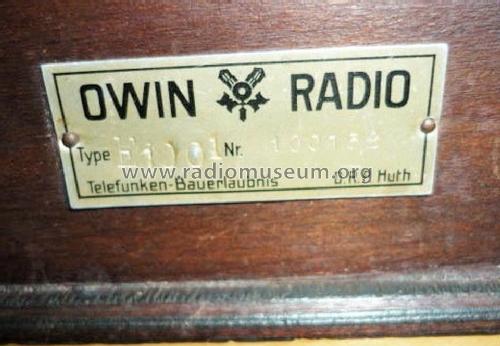 OWIN RADIO
Type Nr.
www.radiomuseum.org
Telefunken-Bauerlaubnis D.R.P. Huth